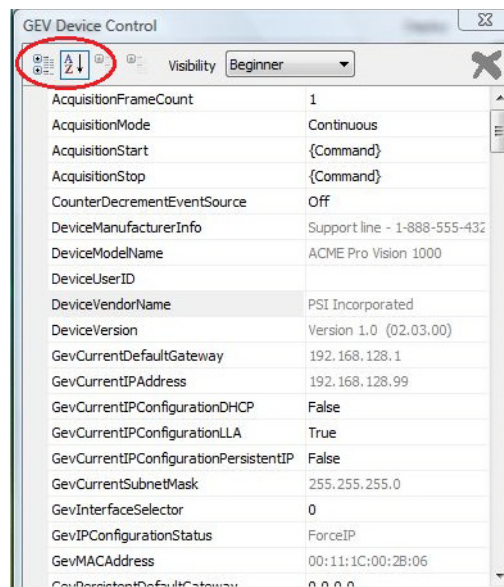 GEV Device Control
Visibility Beginner
AcquisitionFrameCount 1
AcquisitionMode Continuous
AcquisitionStart {Command}
AcquisitionStop {Command}
CounterDecrementEventSource Off
DeviceManufacturerInfo Support line - 1-888-555-432
DeviceModelName ACME Pro Vision 1000
DeviceUserID
DeviceVendorName PSI Incorporated
DeviceVersion Version 1.0 (02.03.00)
GevCurrentDefaultGateway 192.168.128.1
GevCurrentIPAddress 192.168.128.99
GevCurrentIPConfigurationDHCP False
GevCurrentIPConfigurationLLA True
GevCurrentIPConfigurationPersistentIP False
GevCurrentSubnetMask 255.255.255.0
GevInterfaceSelector 0
GevIPConfigurationStatus ForceIP
GevMACAddress 00:11:1C:00:2B:06
GevPersistentDefaultGateway 0.0.0.0